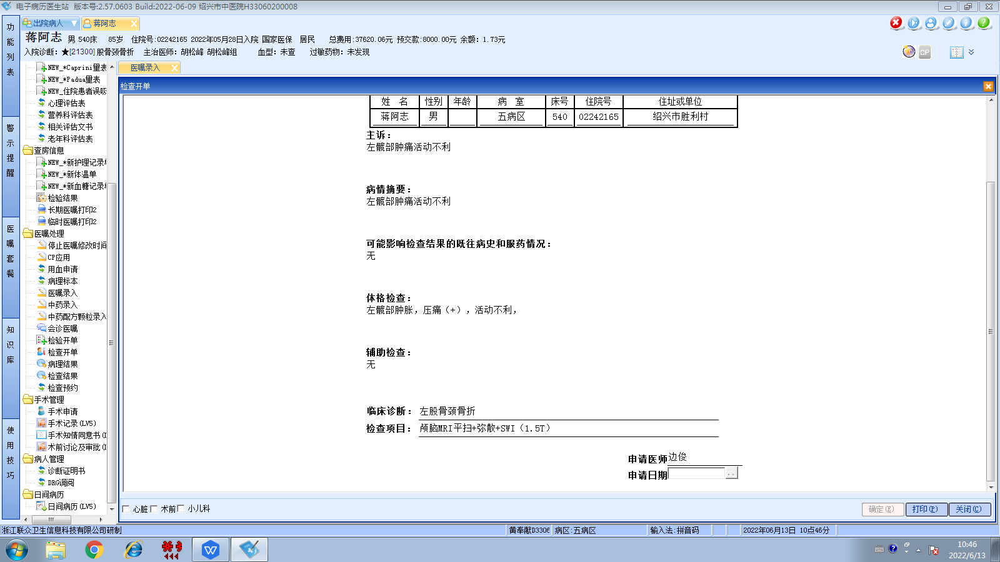 电子病历医生站 版本号:2.57.0603 Build:2022-06-09 绍兴市中医院H33060200008
出院病人
蒋阿志
蒋阿志 男 540床 85岁 住院号:02242165 2022年05月28日入院 国家医保 居民 总费用:37620.06元 预交款:8000.00元 余额: 1.73元
入院诊断: ★[21300]股骨颈骨折 主治医师: 胡松峰 胡松峰组 血型: 未查 过敏药物: 未发现
CP
功能列表
警示提醒
医嘱套餐
知识库
使用技巧
NEW_*Caprini量表
NEW_*Padua量表
NEW_住院患者误吸
心理评估表
营养科评估表
相关评估文书
老年科评估表
查房信息
NEW_*新护理记录单
NEW_*新体温单
NEW_*新血糖记录单
检验结果
长期医嘱打印2
临时医嘱打印2
医嘱处理
停止医嘱修改时间
CP应用
用血申请
病理标本
医嘱录入
中药录入
中药配方颗粒录入
会诊医嘱
检验开单
检查开单
病理结果
检查结果
检查预约
手术管理
手术申请
手术记录(LV5)
手术知情同意书(L
术前讨论及审批(L
病人管理
诊断证明书
DRG调阅
日间病历
日间病历(LV5)
医嘱录入
检查开单
姓 名 性别 年龄 病 室 床号 住院号 住址或单位
蒋阿志 男 五病区 540 02242165 绍兴市胜利村
主诉:
左髋部肿痛活动不利
病情摘要:
左髋部肿痛活动不利
可能影响检查结果的既往病史和服药情况:
无
体格检查:
左髋部肿胀, 压痛（+）, 活动不利,
辅助检查:
无
临床诊断: 左股骨颈骨折
检查项目: 颅脑MRI平扫+弥散+SWI（1.5T）
申请医师边俊
申请日期
..
心脏 术前 小儿科
确定(E) 打印(P) 关闭(C)
浙江联众卫生信息科技有限公司研制 黄奉献D3306 病区:五病区 输入法:拼音码 2022年06月13日 10点46分
10:46
2022/6/13